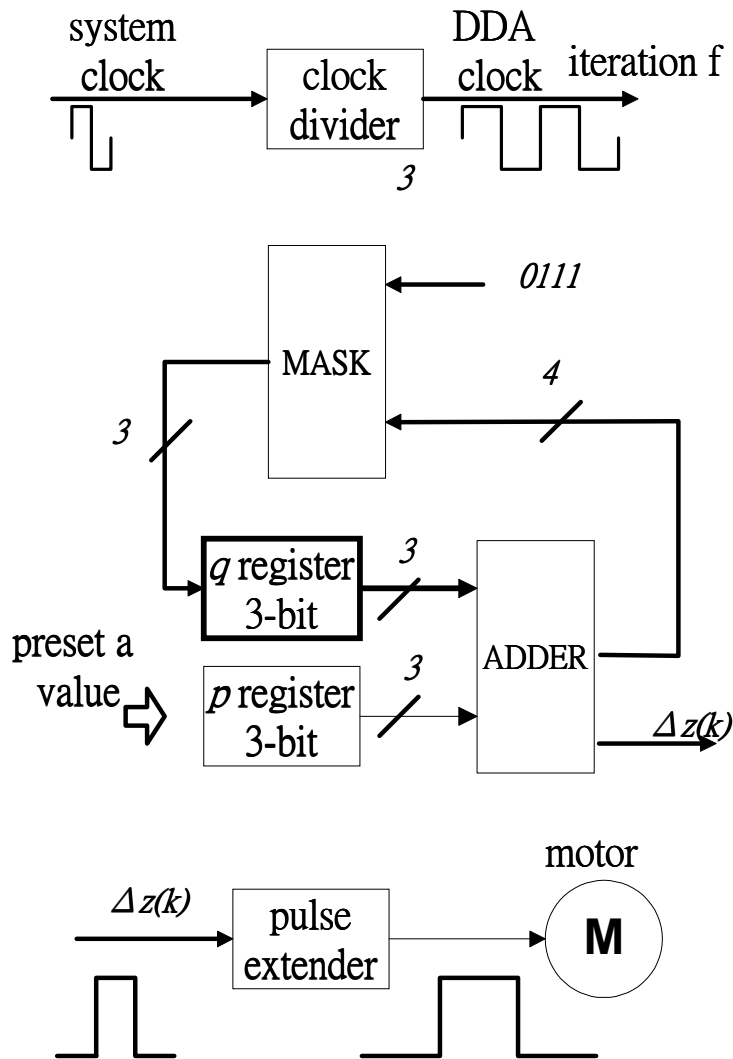 system
clock
clock
divider
DDA
clock
iteration f
3
0111
MASK
4
3
q register
3-bit
3
preset a
value
p register
3-bit
3
ADDER
Δz(k)
motor
Δz(k)
pulse
extender
M